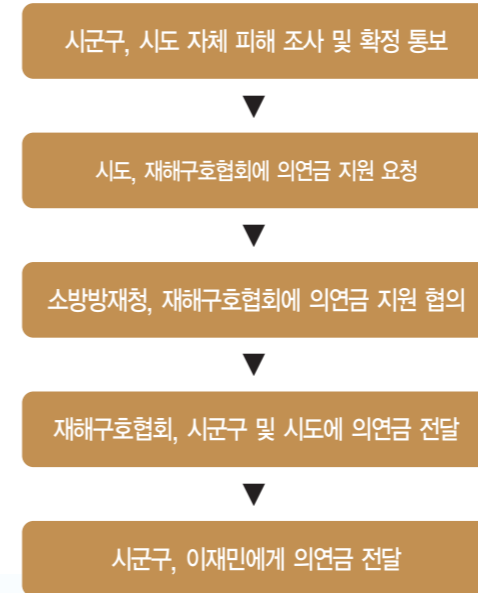 시군구, 시도 자체 피해 조사 및 확정 통보
시도, 재해구호협회에 의연금 지원 요청
소방방재청, 재해구호협회에 의연금 지원 협의
재해구호협회, 시군구 및 시도에 의연금 전달
시군구, 이재민에게 의연금 전달